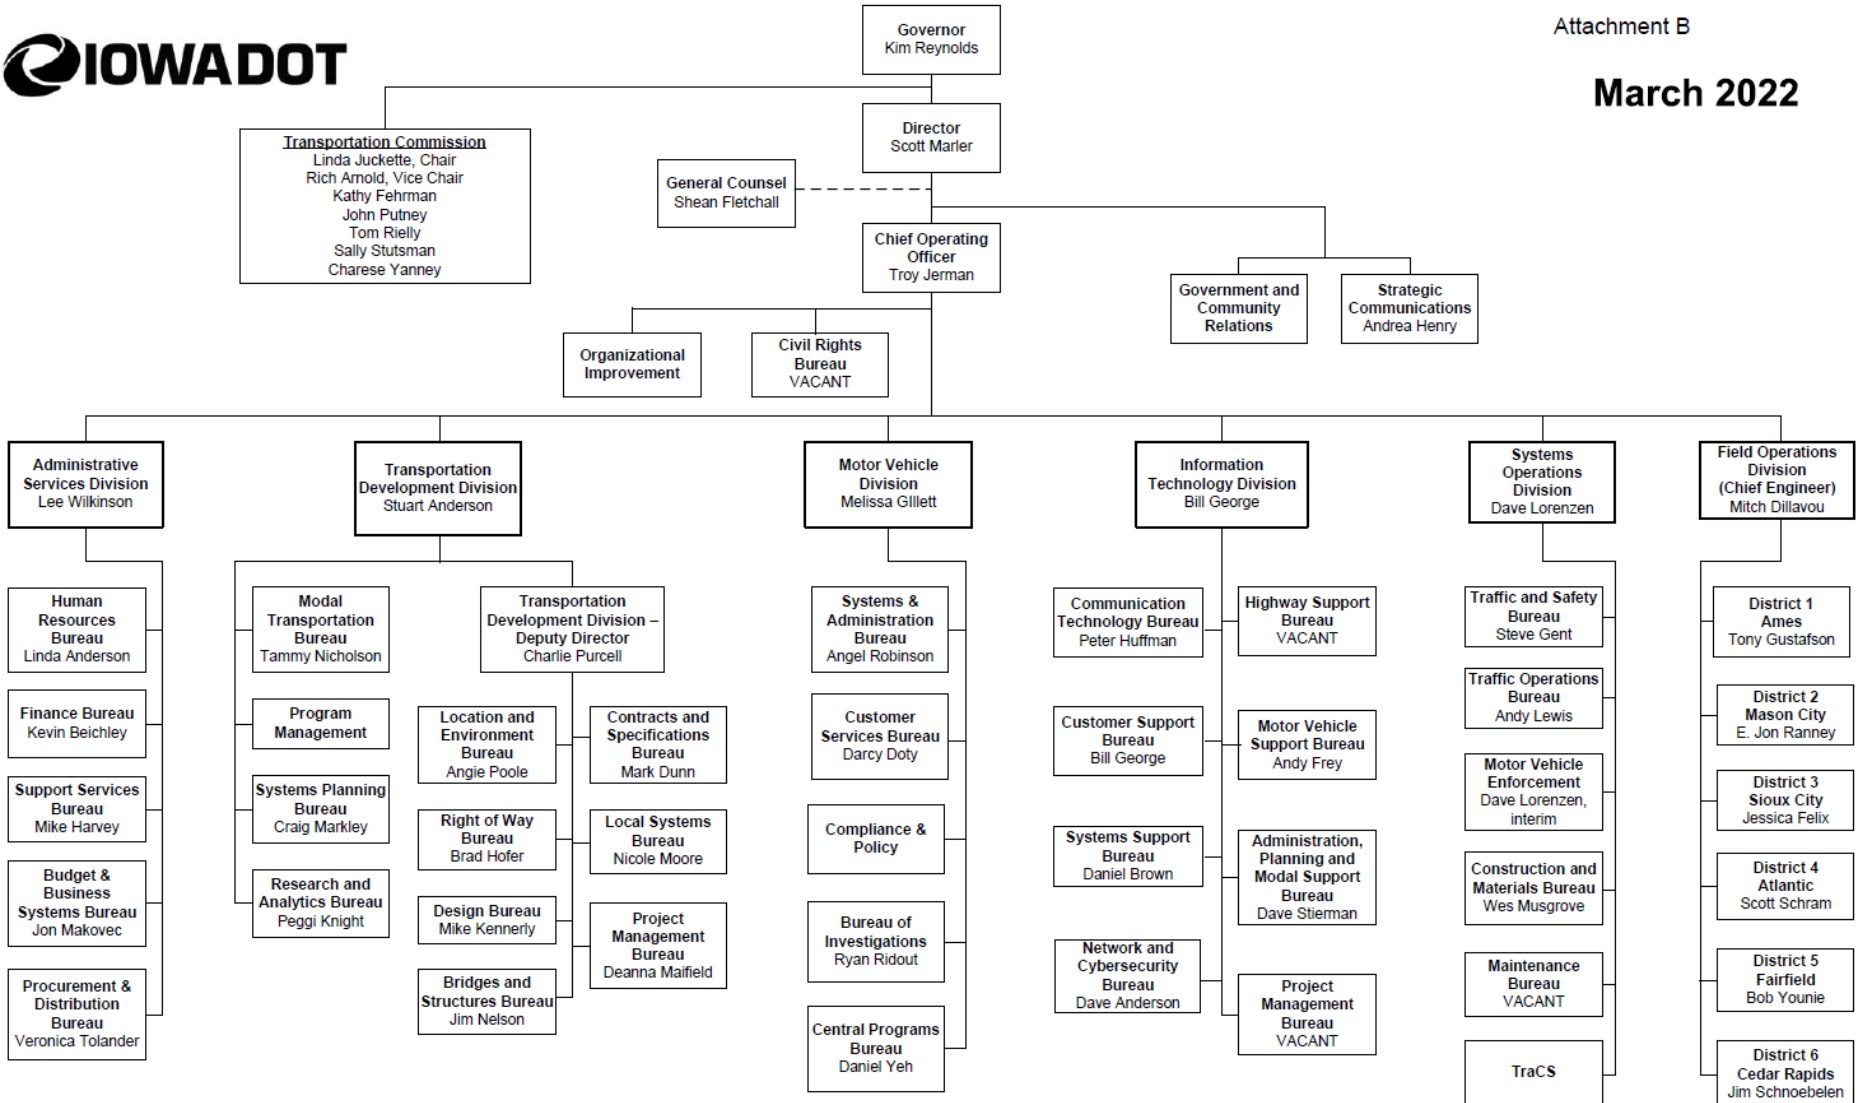 IOWADOT
Attachment B
March 2022
Governor
Kim Reynolds
Director
Scott Marler
Transportation Commission
Linda Juckette, Chair
Rich Arnold, Vice Chair
Kathy Fehrman
John Putney
Tom Rielly
Sally Stutsman
Charese Yanney
General Counsel
Shean Fletchall
Chief Operating
Officer
Troy Jerman
Government and
Community
Relations
Strategic
Communications
Andrea Henry
Organizational
Improvement
Civil Rights
Bureau
VACANT
Administrative
Services Division
Lee Wilkinson
Transportation
Development Division
Stuart Anderson
Motor Vehicle
Division
Melissa GIllett
Information
Technology Division
Bill George
Systems
Operations
Division
Dave Lorenzen
Field Operations
Division
(Chief Engineer)
Mitch Dillavou
Human
Resources
Bureau
Linda Anderson
Finance Bureau
Kevin Beichley
Support Services
Bureau
Mike Harvey
Budget &
Business
Systems Bureau
Jon Makovec
Procurement &
Distribution
Bureau
Veronica Tolander
Modal
Transportation
Bureau
Tammy Nicholson
Program
Management
Systems Planning
Bureau
Craig Markley
Research and
Analytics Bureau
Peggi Knight
Transportation
Development Division –
Deputy Director
Charlie Purcell
Location and
Environment
Bureau
Angie Poole
Right of Way
Bureau
Brad Hofer
Design Bureau
Mike Kennerly
Bridges and
Structures Bureau
Jim Nelson
Contracts and
Specifications
Bureau
Mark Dunn
Local Systems
Bureau
Nicole Moore
Project
Management
Bureau
Deanna Maifield
Systems &
Administration
Bureau
Angel Robinson
Customer
Services Bureau
Darcy Doty
Compliance &
Policy
Bureau of
Investigations
Ryan Ridout
Central Programs
Bureau
Daniel Yeh
Communication
Technology Bureau
Peter Huffman
Customer Support
Bureau
Bill George
Systems Support
Bureau
Daniel Brown
Network and
Cybersecurity
Bureau
Dave Anderson
Highway Support
Bureau
VACANT
Motor Vehicle
Support Bureau
Andy Frey
Administration,
Planning and
Modal Support
Bureau
Dave Stierman
Project
Management
Bureau
VACANT
Traffic and Safety
Bureau
Steve Gent
Traffic Operations
Bureau
Andy Lewis
Motor Vehicle
Enforcement
Dave Lorenzen,
interim
Construction and
Materials Bureau
Wes Musgrove
Maintenance
Bureau
VACANT
TraCS
District 1
Ames
Tony Gustafson
District 2
Mason City
E. Jon Ranney
District 3
Sioux City
Jessica Felix
District 4
Atlantic
Scott Schram
District 5
Fairfield
Bob Younie
District 6
Cedar Rapids
Jim Schnoebelen